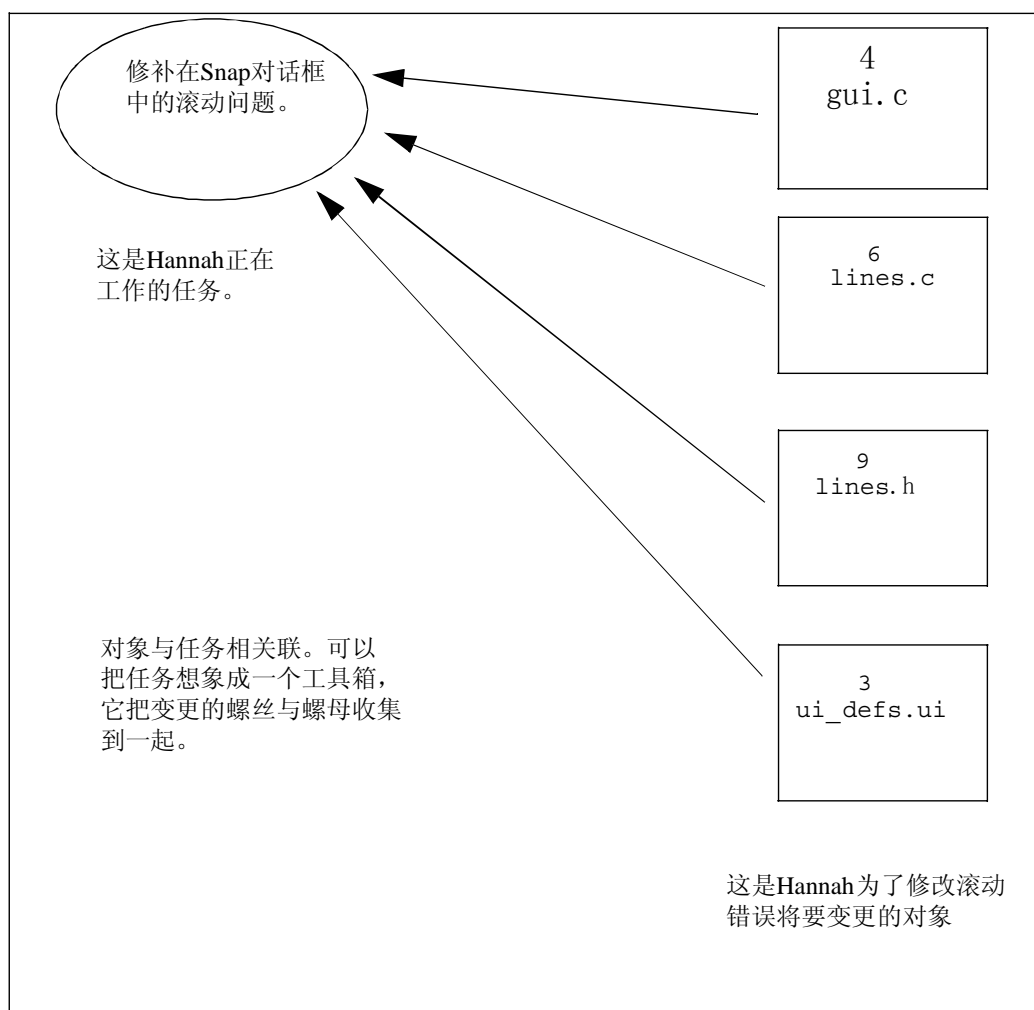 修补在Snap对话框
中的滚动问题。
4
gui.c
6
lines.c
这是Hannah正在
工作的任务。
9
lines.h
对象与任务相关联。可以
把任务想象成一个工具箱，
它把变更的螺丝与螺母收集
到一起。
3
ui_defs.ui
这是Hannah为了修改滚动
错误将要变更的对象